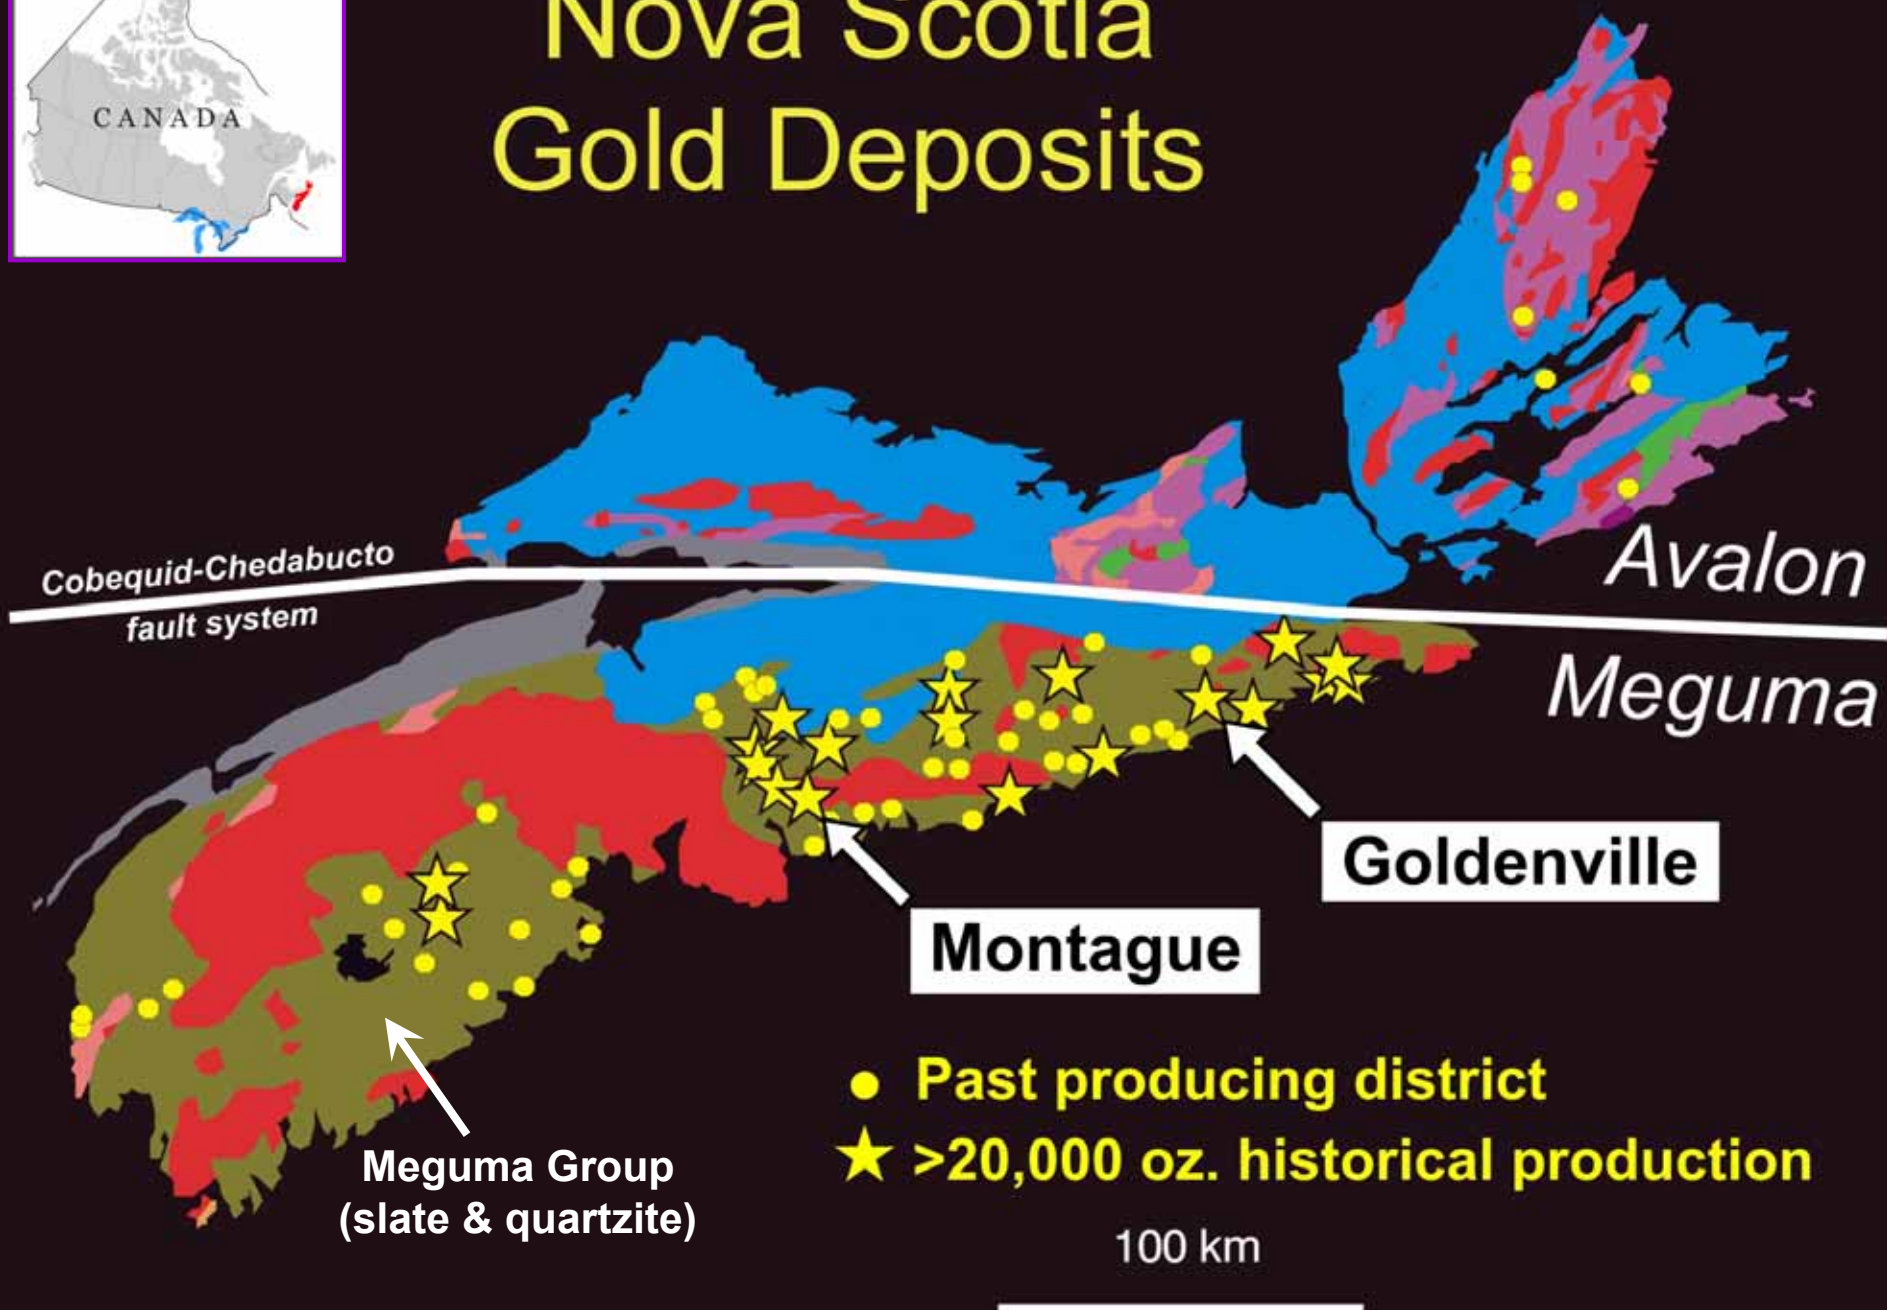 CANADA
Nova Scotia
Gold Deposits
Cobequid-Chedabucto
fault system
Avalon
Meguma
Goldenville
Montague
Past producing district
>20,000 oz. historical production
Meguma Group
(slate & quartzite)
100 km